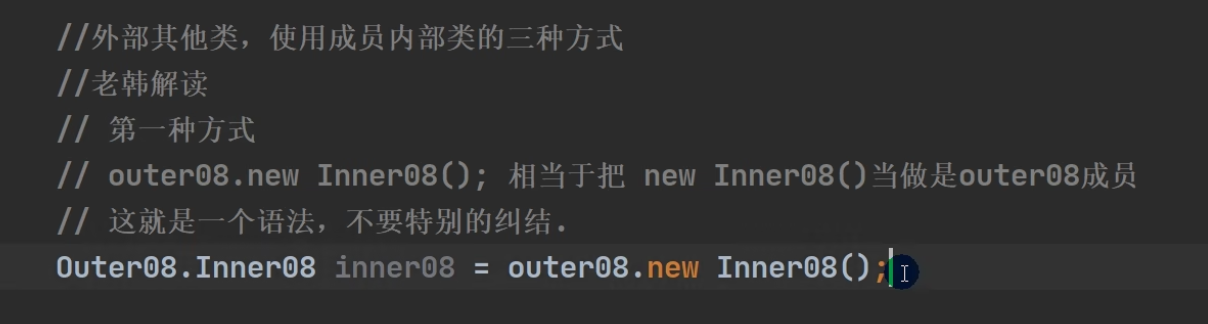 //外部其他类，使用成员内部类的三种方式
//老韩解读
// 第一种方式
// outer08.new Inner08(); 相当于把 new Inner08()当做是outer08成员
// 这就是一个语法，不要特别的纠结.
Outer08.Inner08 inner08 = outer08.new Inner08();